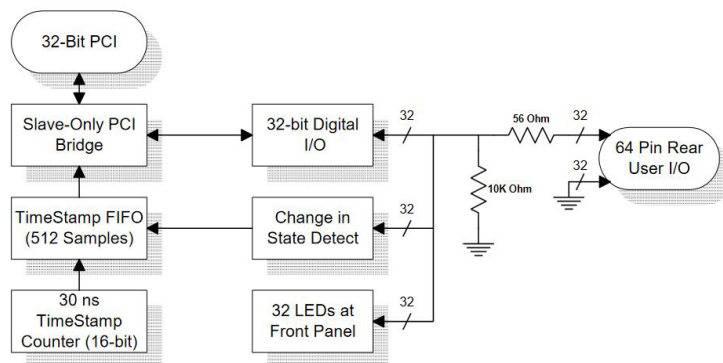 32-Bit PCI
Slave-Only PCI
Bridge
32-bit Digital
I/O
32
56 Ohm
32
64 Pin Rear
User I/O
32
10K Ohm
TimeStamp FIFO
(512 Samples)
Change in
State Detect
32
30 ns
TimeStamp
Counter (16-bit)
32 LEDs at
Front Panel
32